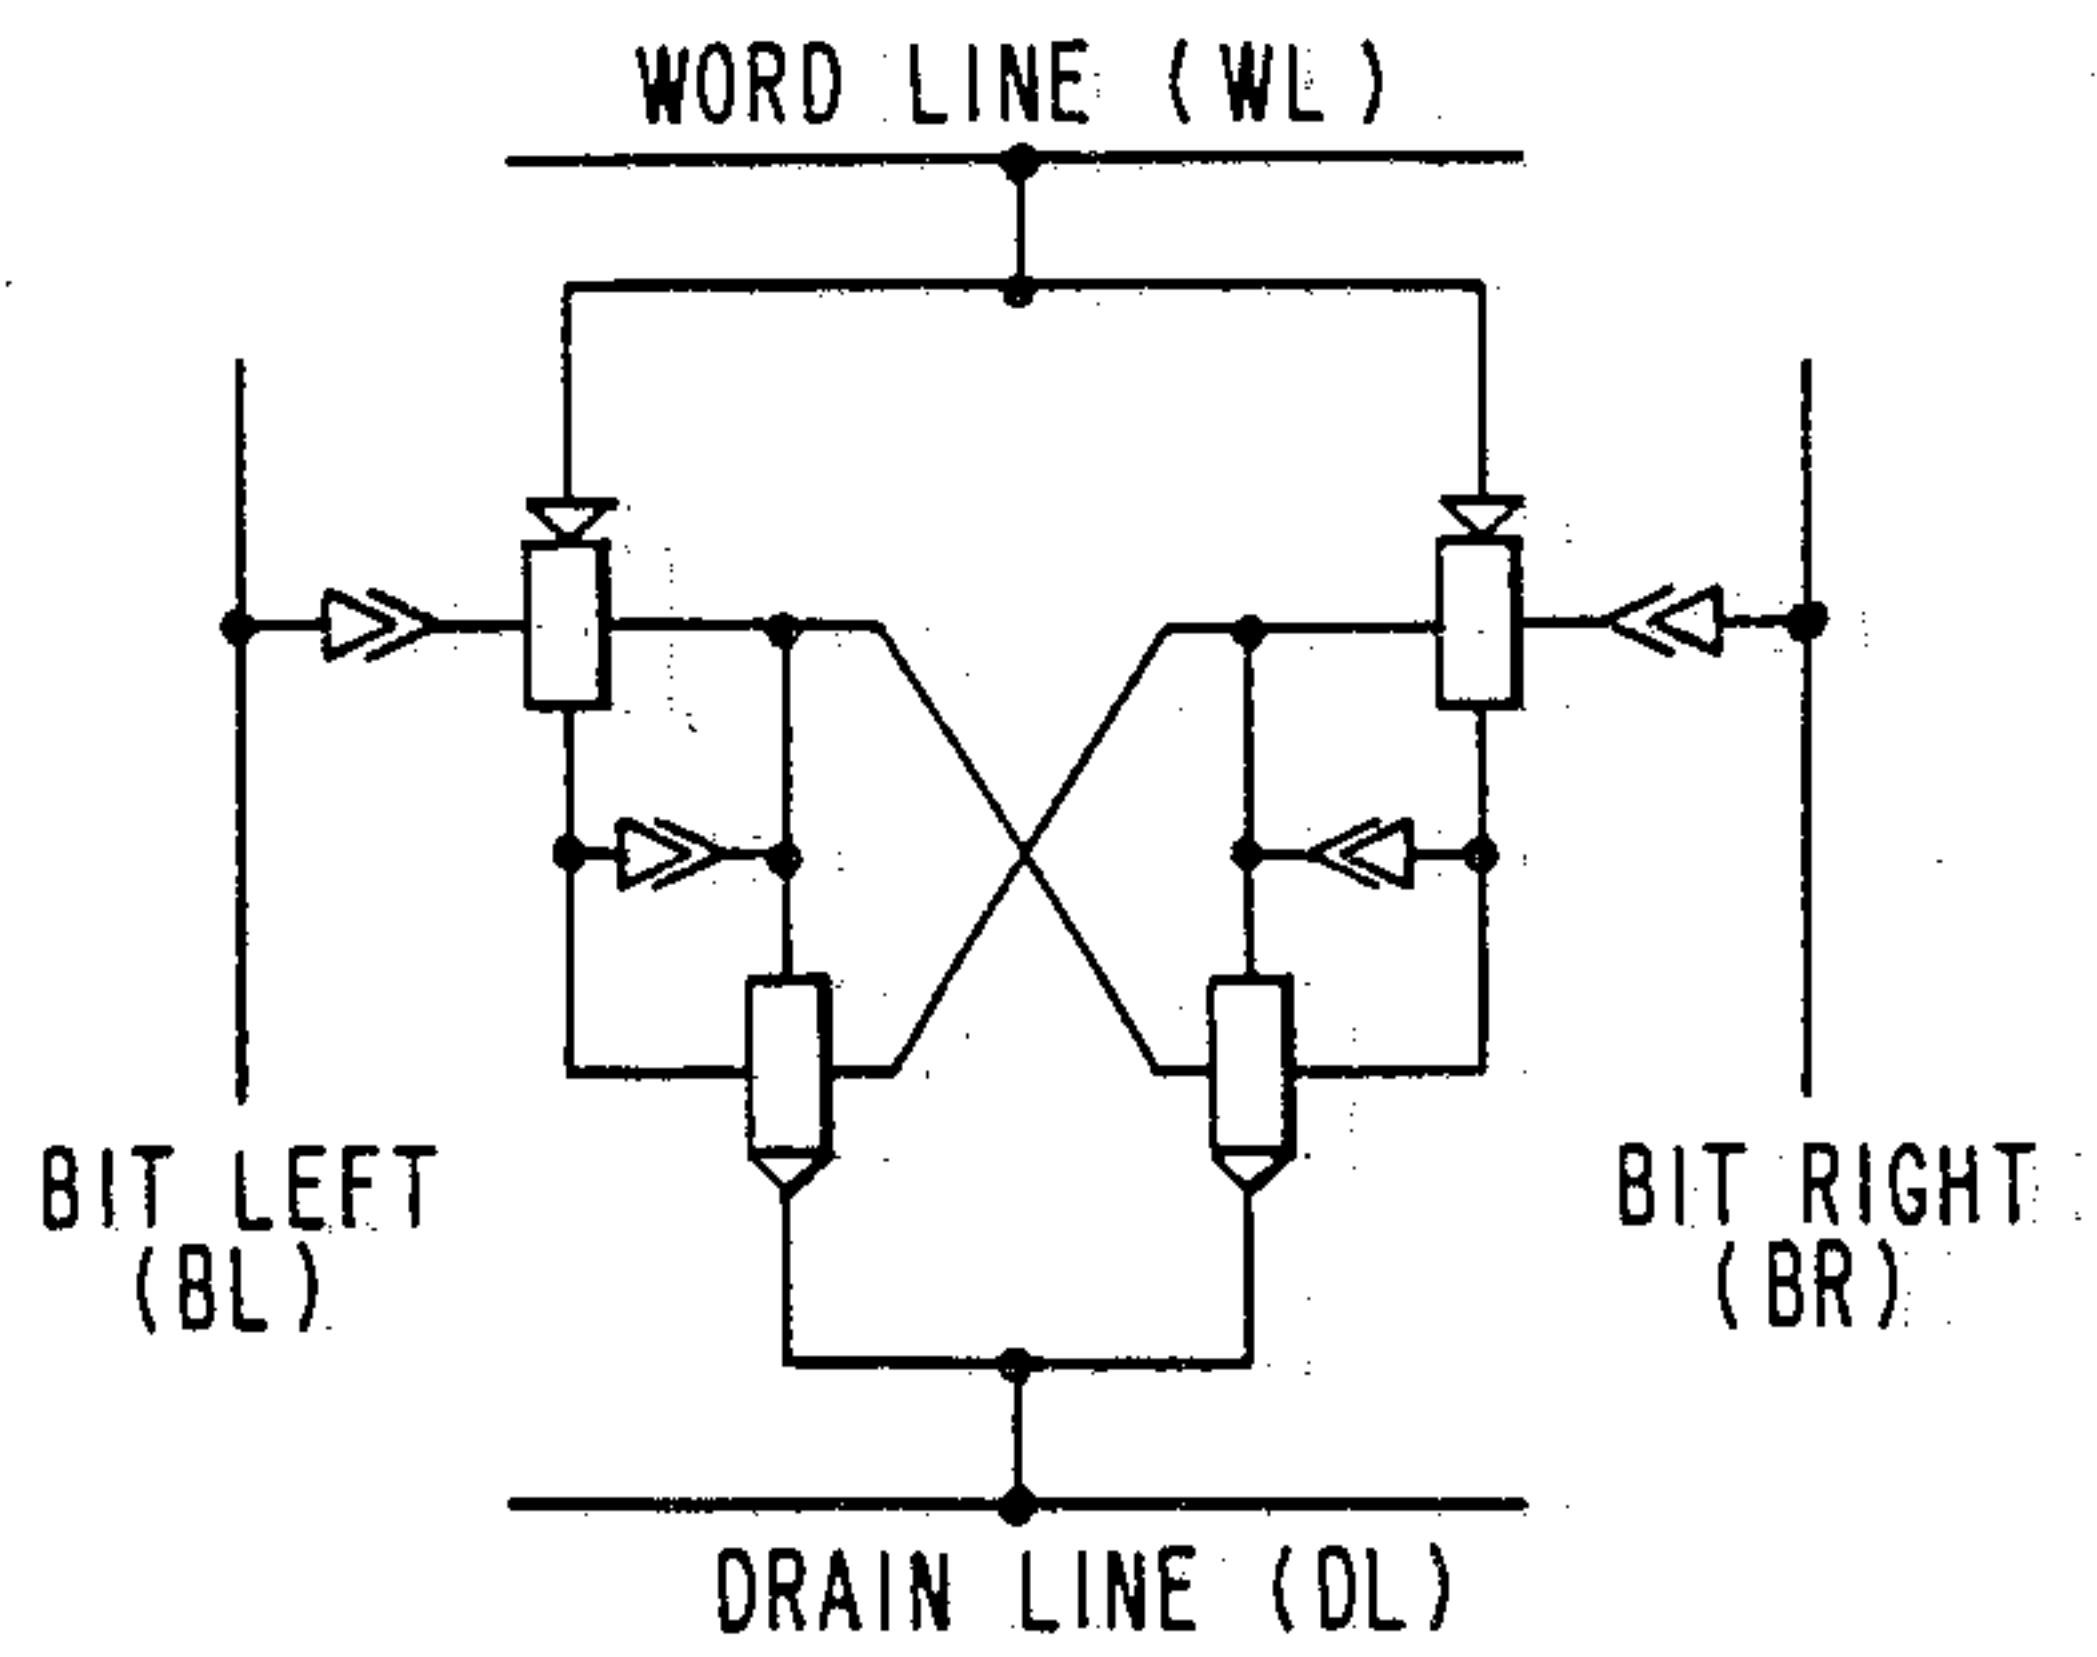 WORD LINE (WL)
BIT LEFT
(BL)
BIT RIGHT
(BR)
DRAIN LINE (DL)